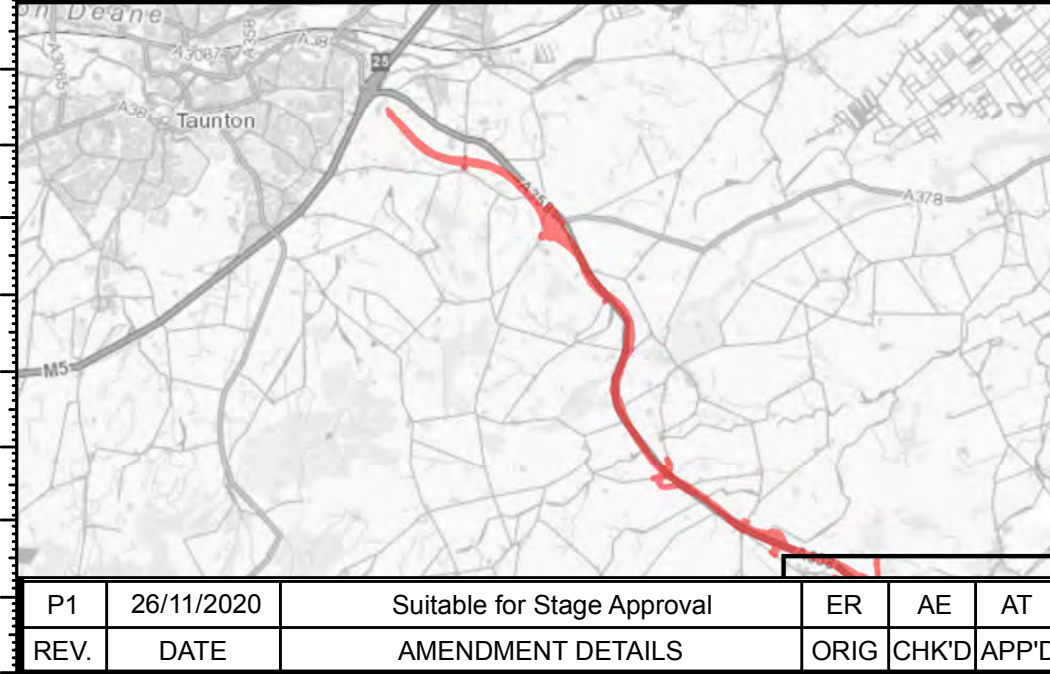 on Deane
A3087
A358
A38
A3065
25
A38
Taunton
A358
A378
M5
P1 26/11/2020 Suitable for Stage Approval ER AE AT
REV. DATE AMENDMENT DETAILS ORIG CHK'D APP'D